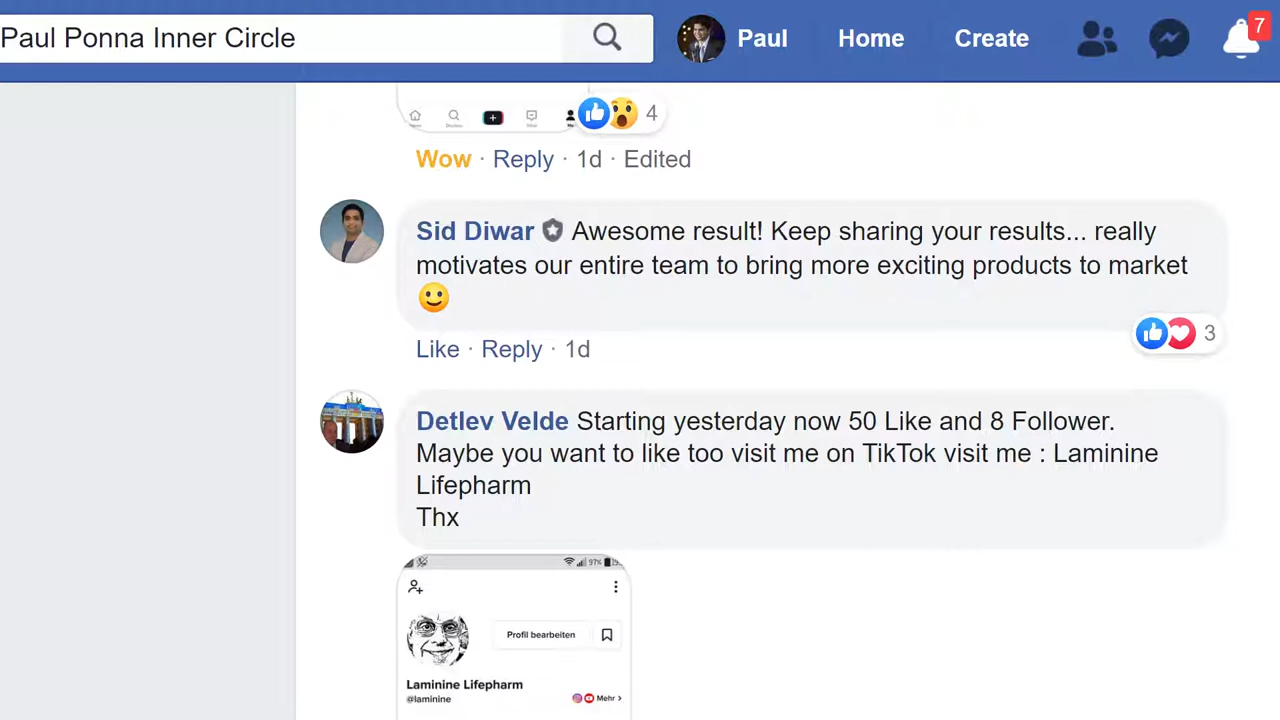 Paul Ponna Inner Circle
Paul
Home
Create
7
4
Wow · Reply · 1d · Edited
Sid Diwar Awesome result! Keep sharing your results... really
motivates our entire team to bring more exciting products to market
3
Like · Reply · 1d
Detlev Velde Starting yesterday now 50 Like and 8 Follower.
Maybe you want to like too visit me on TikTok visit me : Laminine
Lifepharm
Thx
97%
Profil bearbeiten
Laminine Lifepharm
@laminine
Mehr >